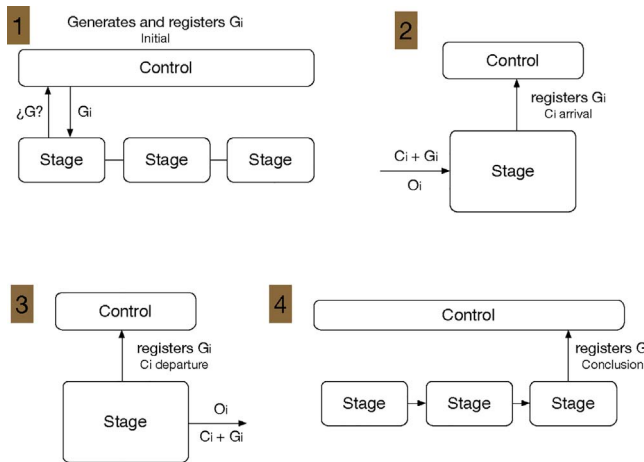 1
Generates and registers Gi
Initial
Control
¿G?
Gi
Stage
Stage
Stage
2
Control
registers Gi
Ci arrival
Ci + Gi
Oi
Stage
3
Control
registers Gi
Ci departure
Stage
Oi
Ci + Gi
4
Control
registers G
Conclusion
Stage
Stage
Stage